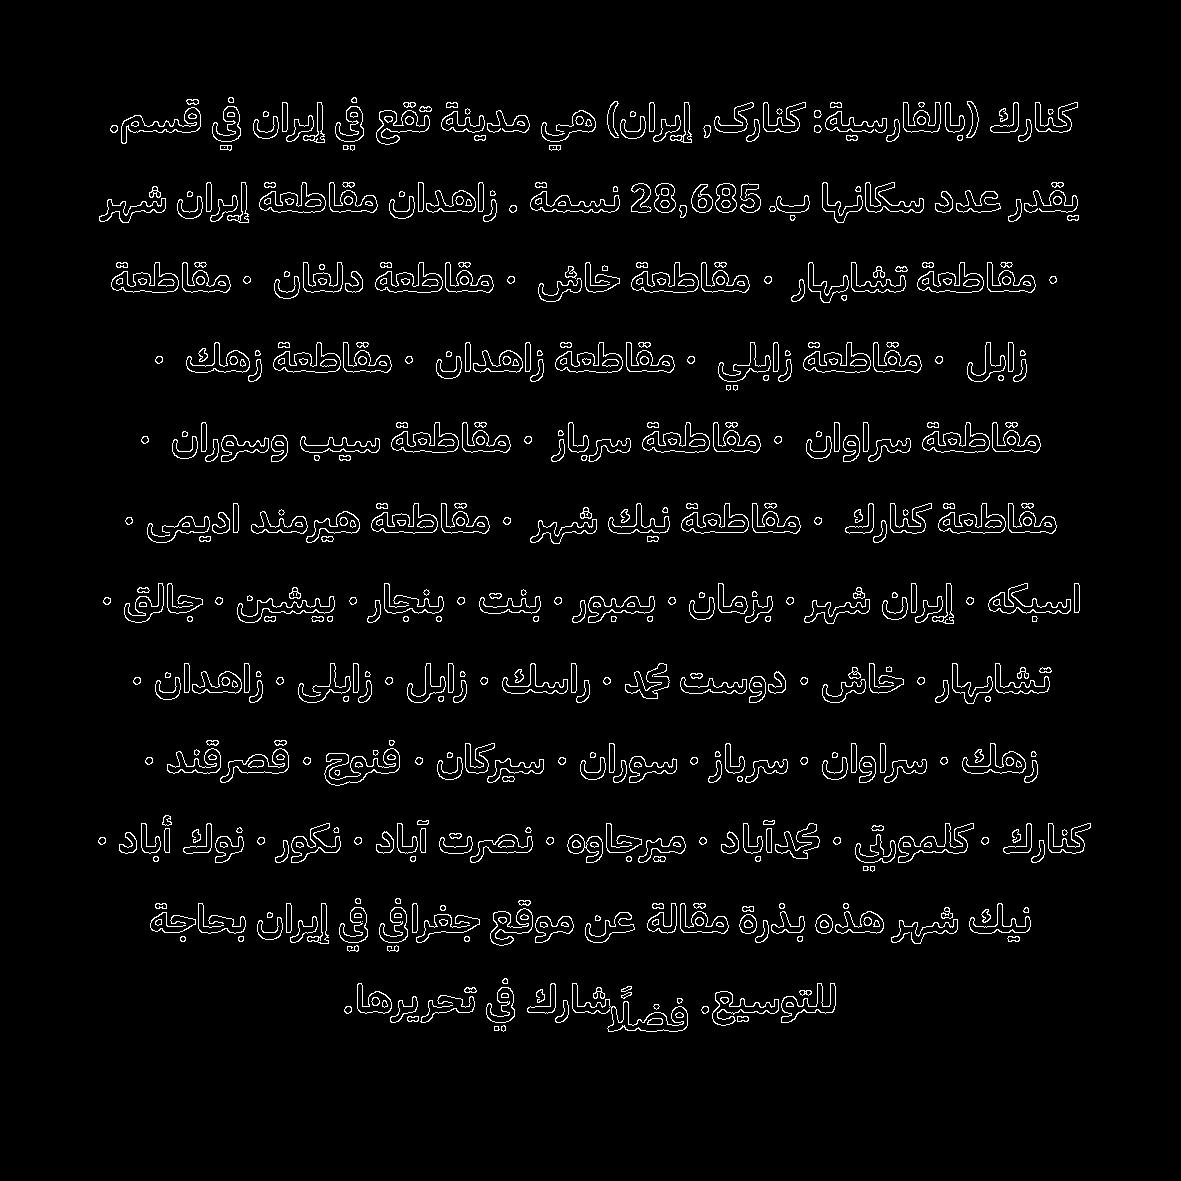 كنارك (بالفارسية: کنارک, إيران) هي مدينة تقع في إيران في قسم.
يقدر عدد سكانها ب. 28,685 نسمة . زاهدان مقاطعة إيران شهر
· مقاطعة تشابهار · مقاطعة خاش · مقاطعة دلغان · مقاطعة
زابل · مقاطعة زابلي · مقاطعة زاهدان · مقاطعة زهك ·
مقاطعة سراوان · مقاطعة سرباز · مقاطعة سيب وسوران ·
مقاطعة كنارك · مقاطعة نيك شهر · مقاطعة هيرمند اديمى ·
اسبكه · إيران شهر · بزمان · بمبور · بنت · بنجار · بيشين · جالق ·
تشابهار · خاش · دوست محمد · راسك · زابل · زابلى · زاهدان ·
زهك · سراوان · سرباز · سوران · سيركان · فنوج · قصرقند ·
كنارك · كلمورتي · محمدآباد · ميرجاوه · نصرت آباد · نكور · نوك أباد ·
نيك شهر هذه بذرة مقالة عن موقع جغرافي في إيران بحاجة
للتوسيع. فضلًا شارك في تحريرها.